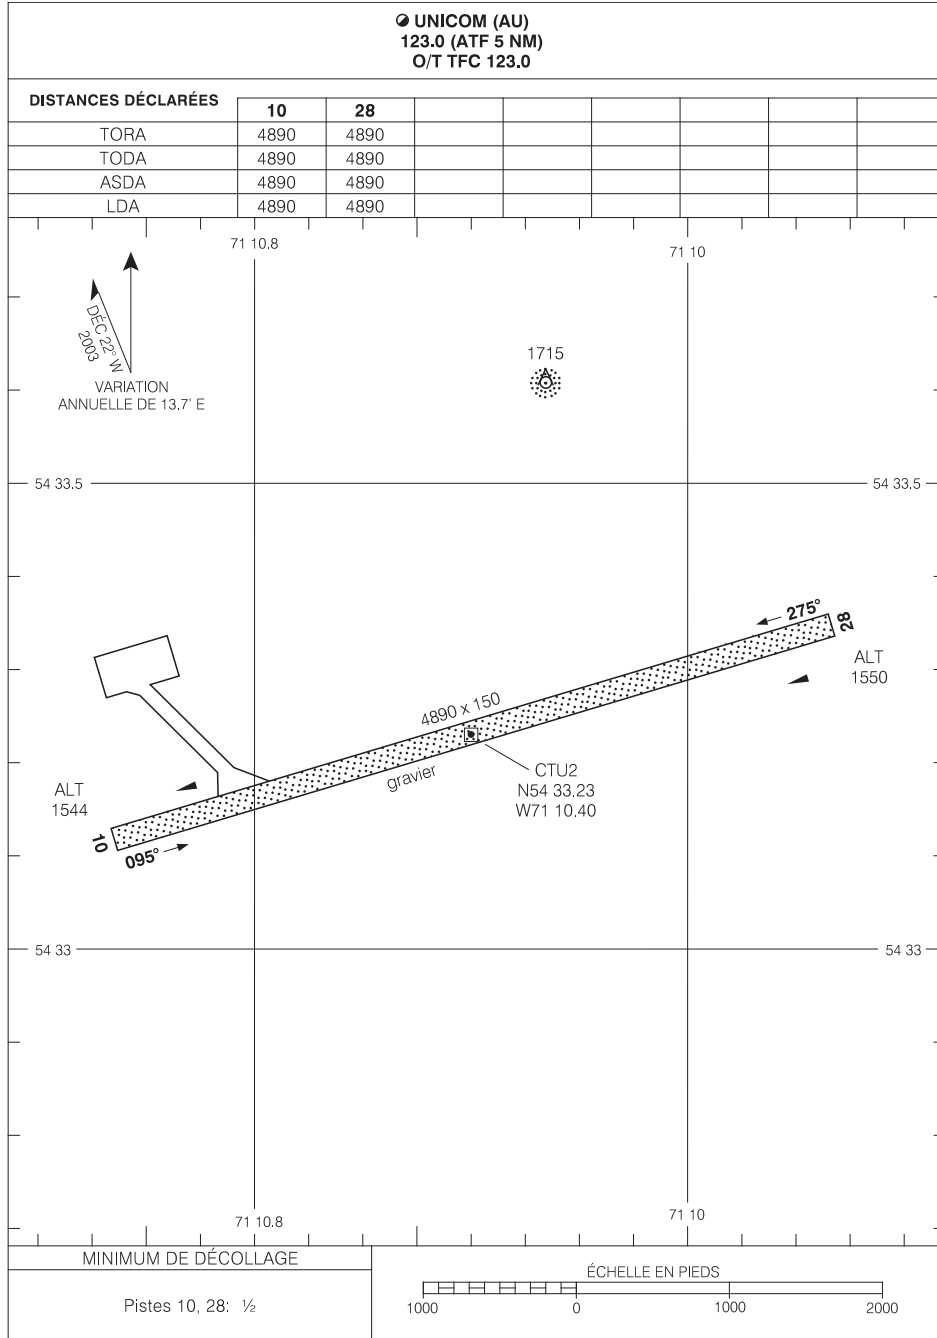 UNICOM (AU)
123.0 (ATF 5 NM)
O/T TFC 123.0
DISTANCES DÉCLARÉES 10 28
TORA 4890 4890
TODA 4890 4890
ASDA 4890 4890
LDA 4890 4890
71 10.8
71 10
DÉC 22° W
2003
VARIATION
ANNUELLE DE 13.7' E
1715
54 33.5
54 33.5
275°
28
ALT
1550
4890 x 150
gravier
CTU2
N54 33.23
W71 10.40
ALT
1544
10
095°
54 33
54 33
71 10.8
71 10
MINIMUM DE DÉCOLLAGE
Pistes 10, 28: ½
ÉCHELLE EN PIEDS
1000 0 1000 2000